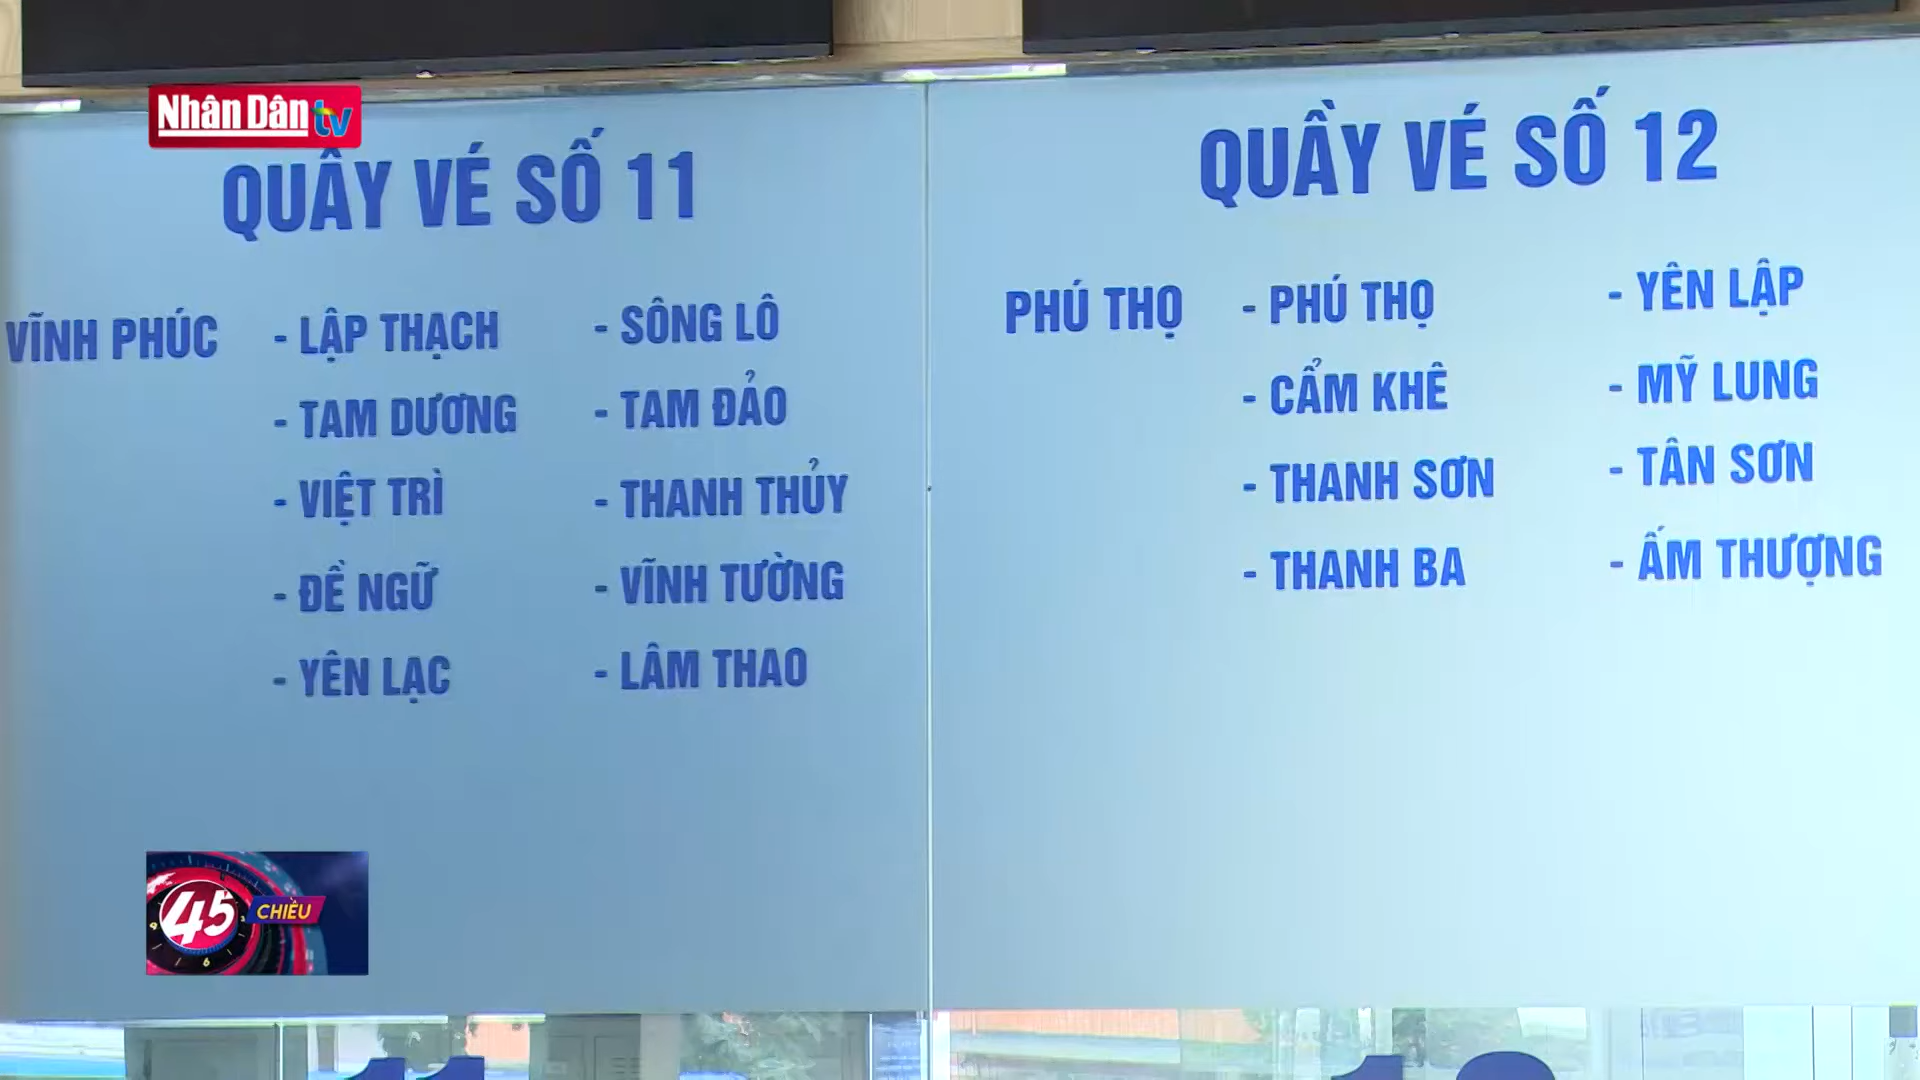 Nhân Dân tv
QUẦY VÉ SỐ 11
VĨNH PHÚC - LẬP THẠCH - SÔNG LÔ
- TAM DƯƠNG - TAM ĐẢO
- VIỆT TRÌ - THANH THỦY
- ĐỀ NGỮ - VĨNH TƯỜNG
- YÊN LẠC - LÂM THAO
QUẦY VÉ SỐ 12
PHÚ THỌ - PHÚ THỌ - YÊN LẬP
- CẨM KHÊ - MỸ LUNG
- THANH SƠN - TÂN SƠN
- THANH BA - ẤM THƯỢNG
45 CHIỀU
11
12